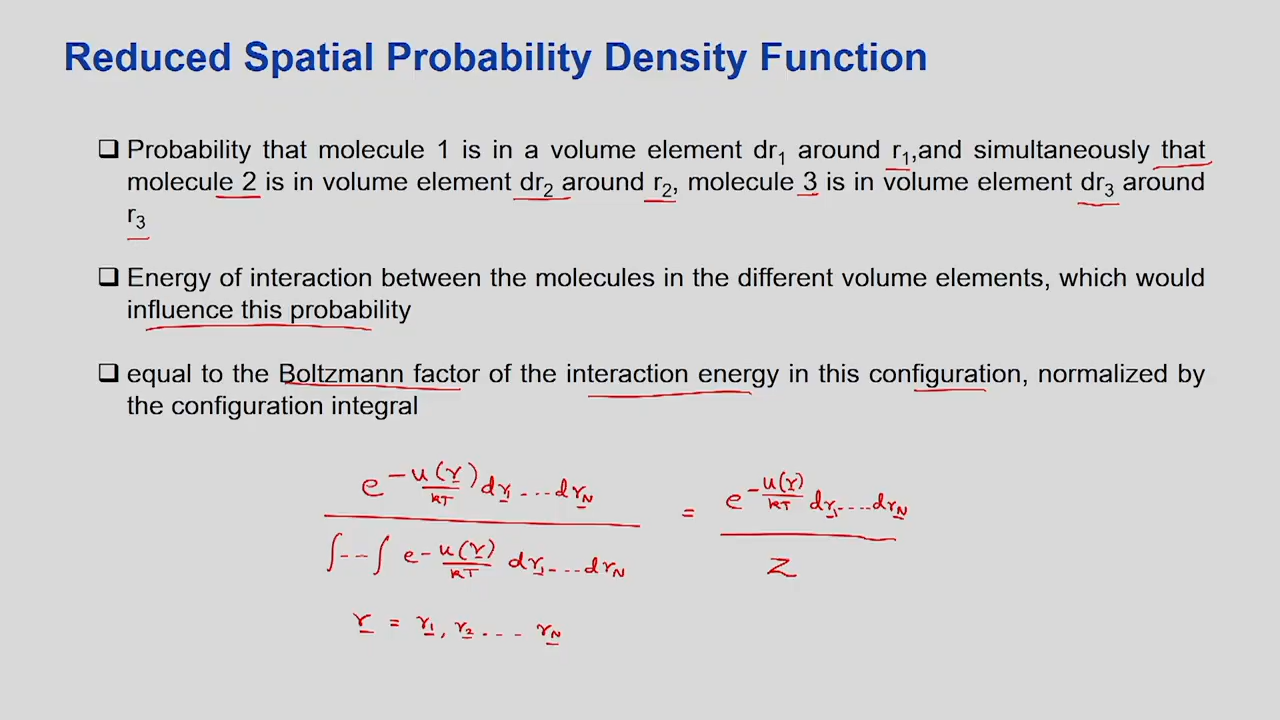 Reduced Spatial Probability Density Function
❑ Probability that molecule 1 is in a volume element dr₁ around r₁,and simultaneously that
molecule 2 is in volume element dr₂ around r₂, molecule 3 is in volume element dr₃ around
r₃
❑ Energy of interaction between the molecules in the different volume elements, which would
influence this probability
❑ equal to the Boltzmann factor of the interaction energy in this configuration, normalized by
the configuration integral
e^{-u(r)/kT} dr₁ ... dr_N / ∫--∫ e^{-u(r)/kT} dr₁ ... dr_N = e^{-u(r)/kT} dr₁ .... dr_N / Z
r = r₁, r₂ .... r_N